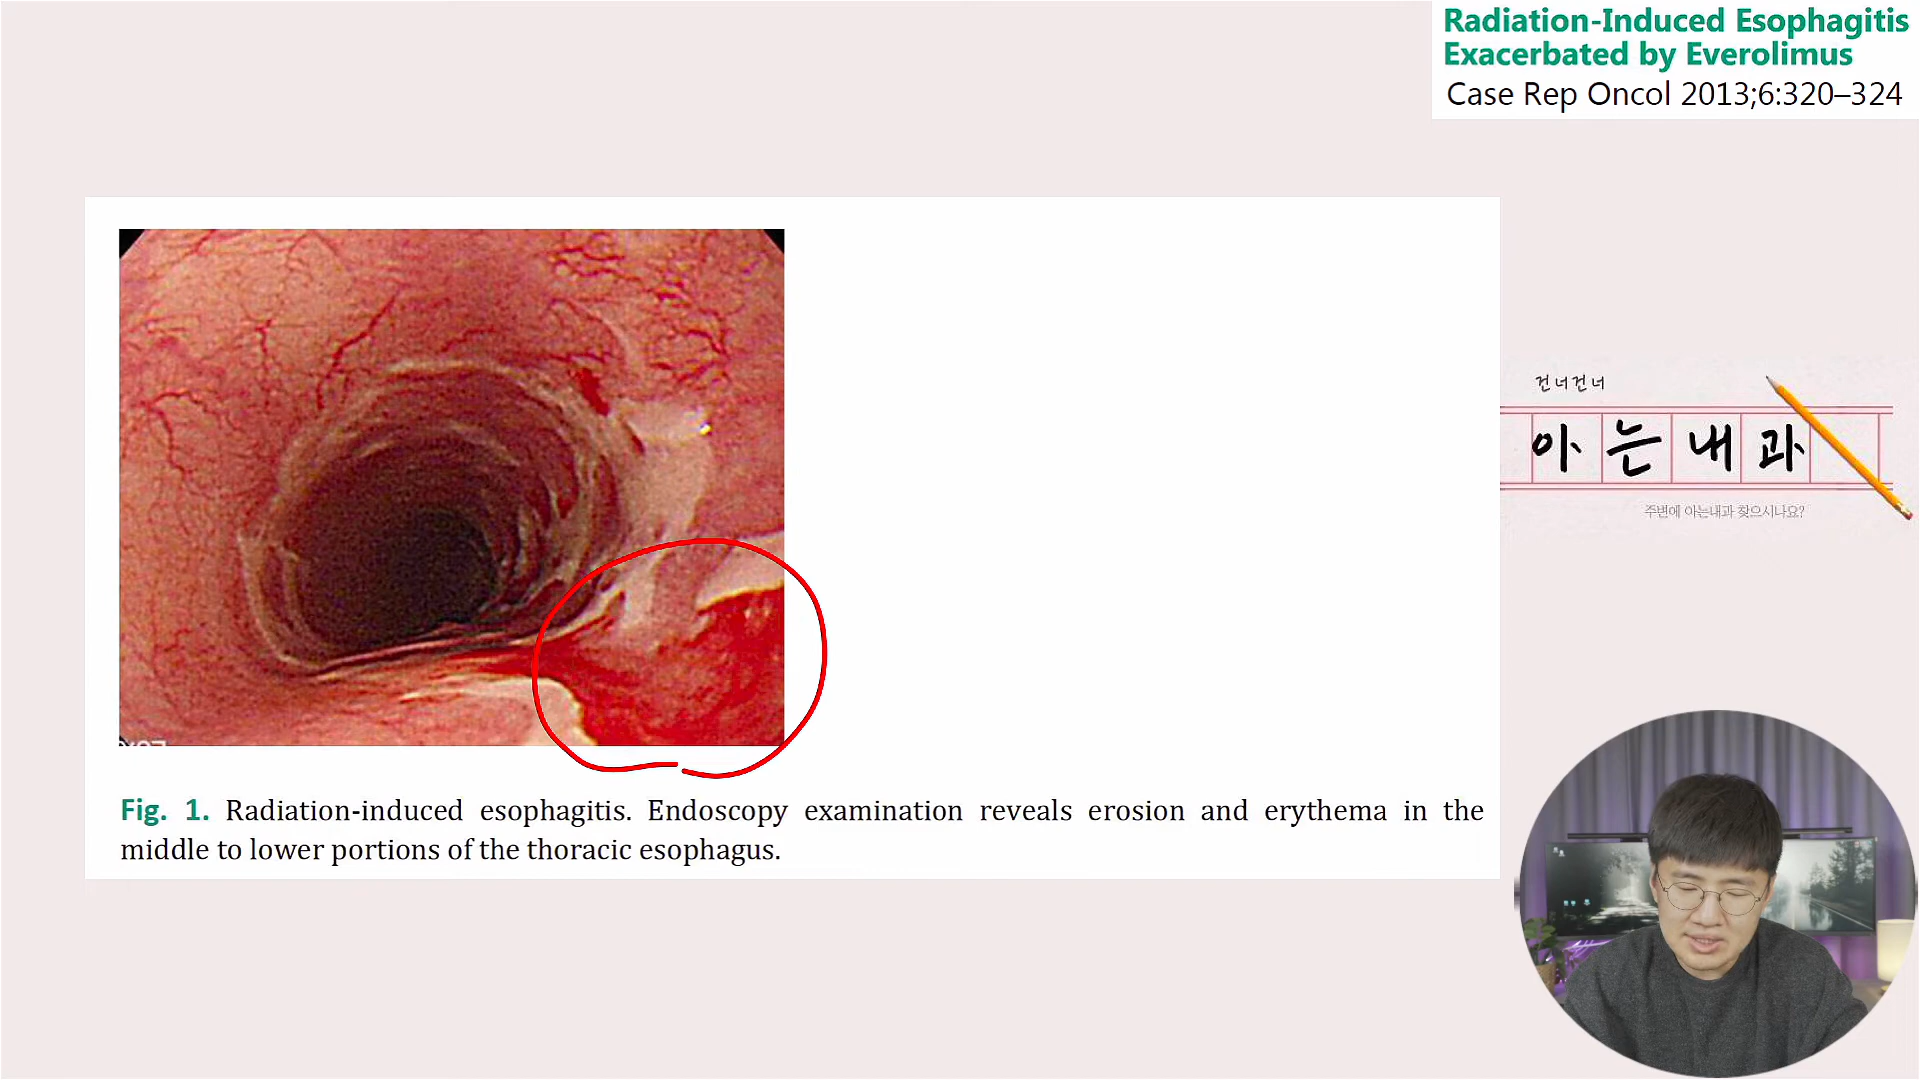 Radiation-Induced Esophagitis
Exacerbated by Everolimus
Case Rep Oncol 2013;6:320–324
건너건너
아는내과
주변에 아는내과 찾으시나요?
Fig. 1. Radiation-induced esophagitis. Endoscopy examination reveals erosion and erythema in the
middle to lower portions of the thoracic esophagus.